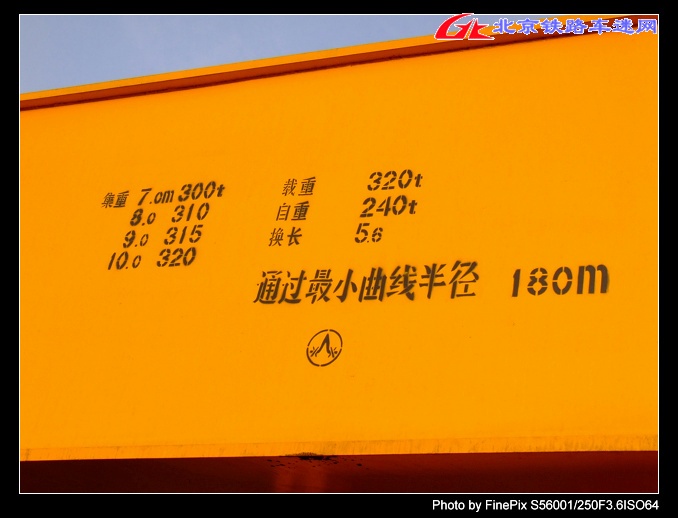 北京铁路车迷网
集重 7.0m 300t
8.0 310
9.0 315
10.0 320
载重 320t
自重 240t
换长 5.6
通过最小曲线半径 180m
Photo by FinePix S56001/250F3.6ISO64